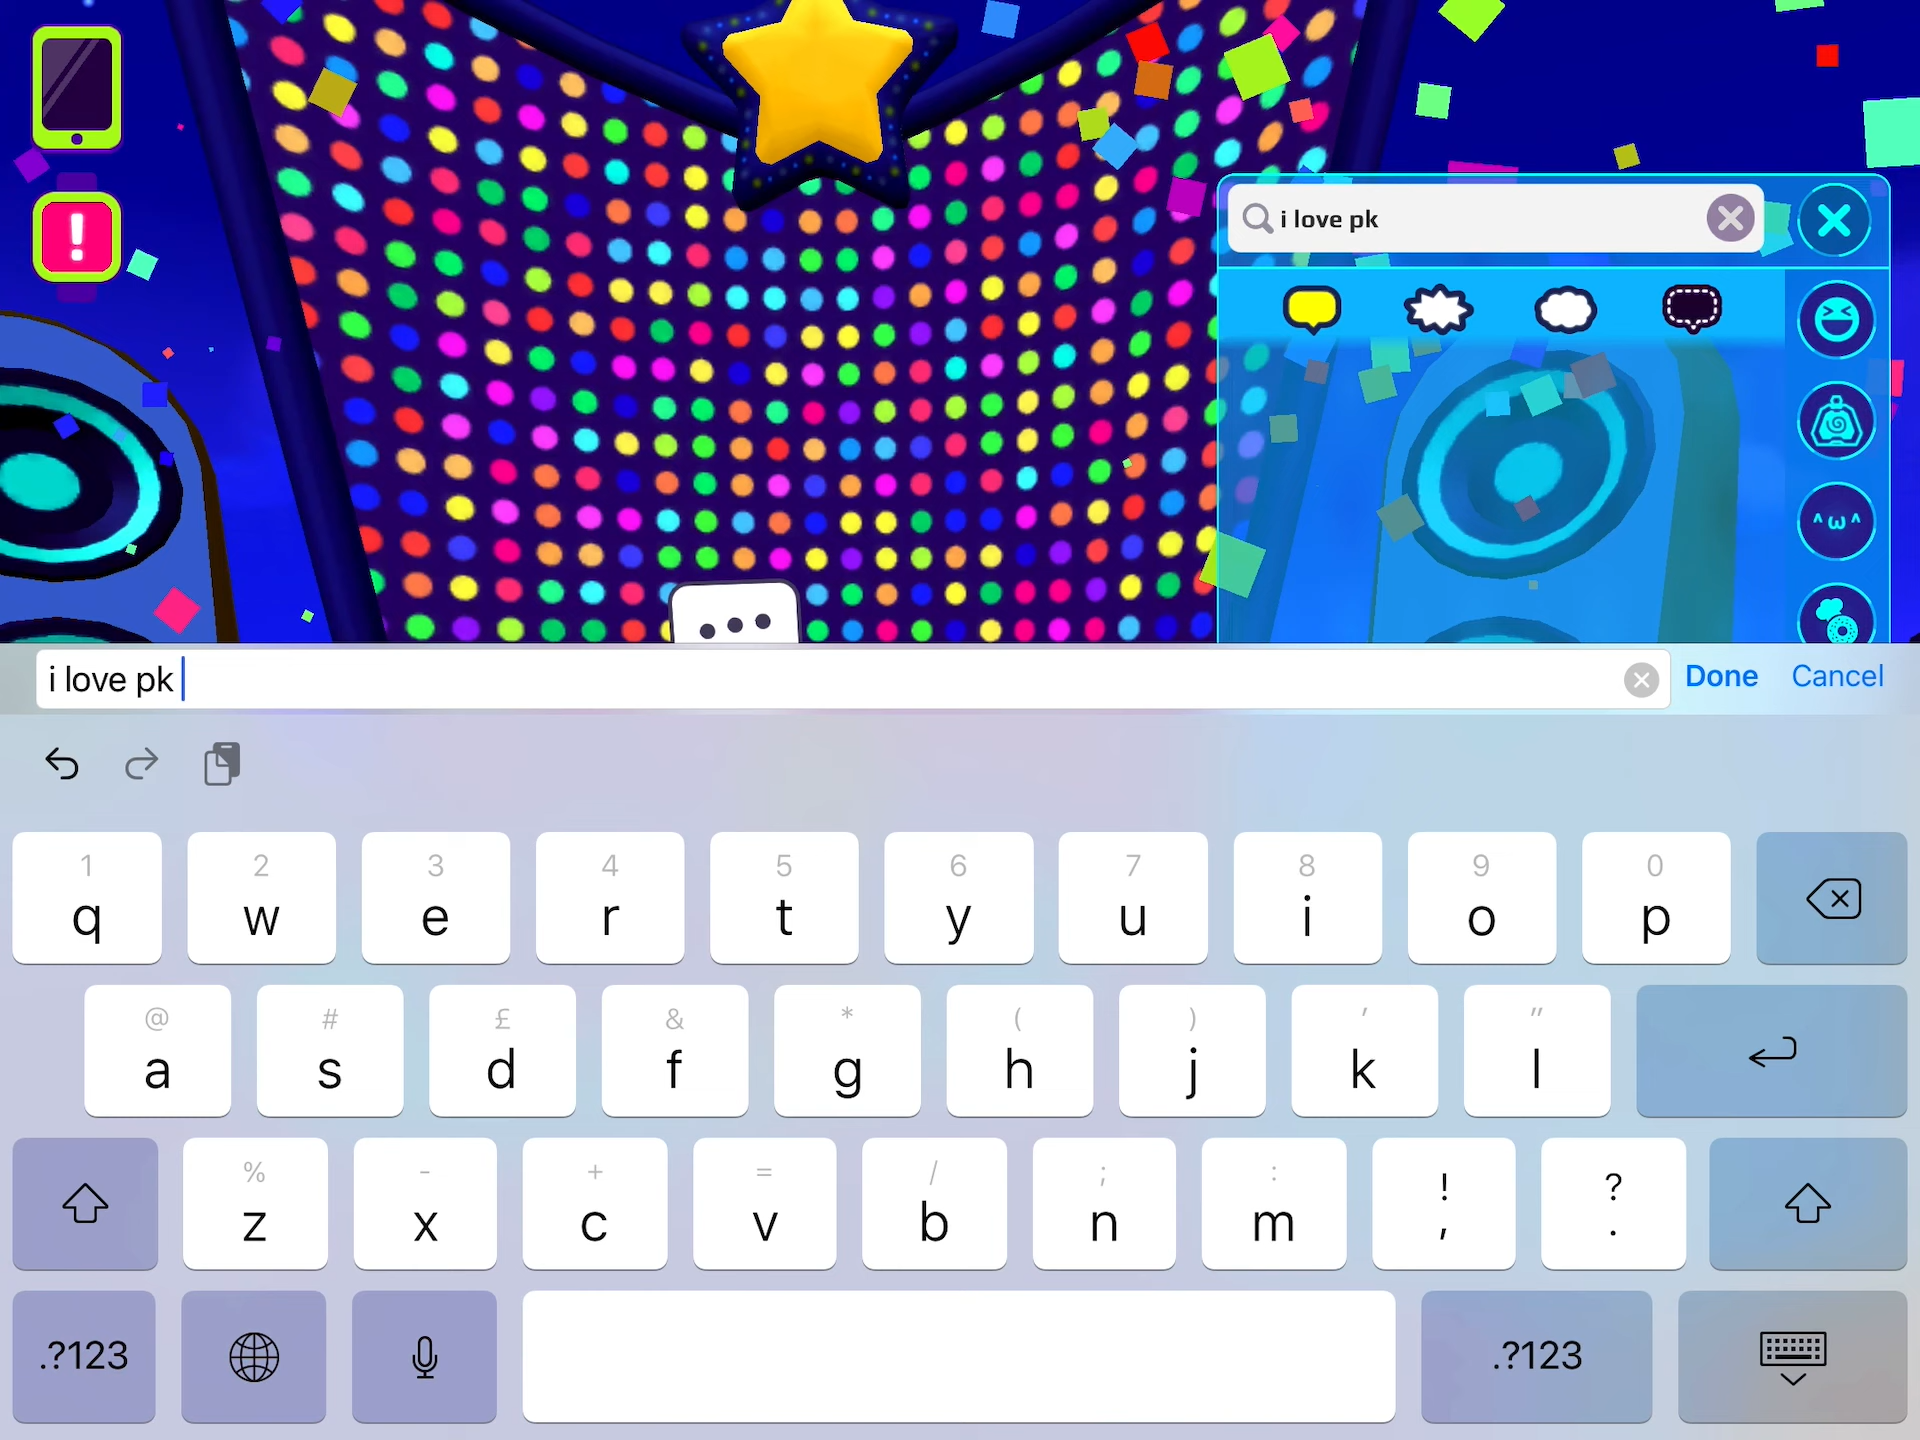 !
i love pk
^ω^
i love pk
Done
Cancel
1 2 3 4 5 6 7 8 9 0
q w e r t y u i o p
@ # £ & * ( ) ' "
a s d f g h j k l
% - + = / ; : ! ?
z x c v b n m , .
.?123
.?123